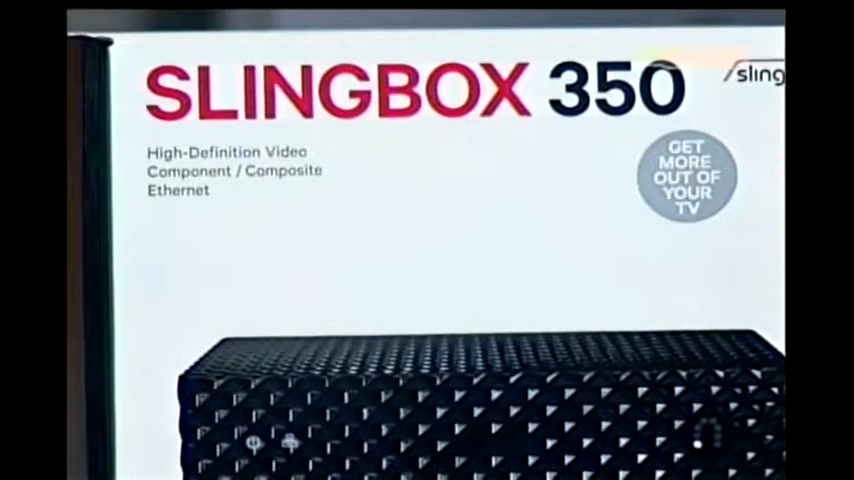 SLINGBOX 350
sling
High-Definition Video
Component / Composite
Ethernet
GET
MORE
OUT OF
YOUR
TV